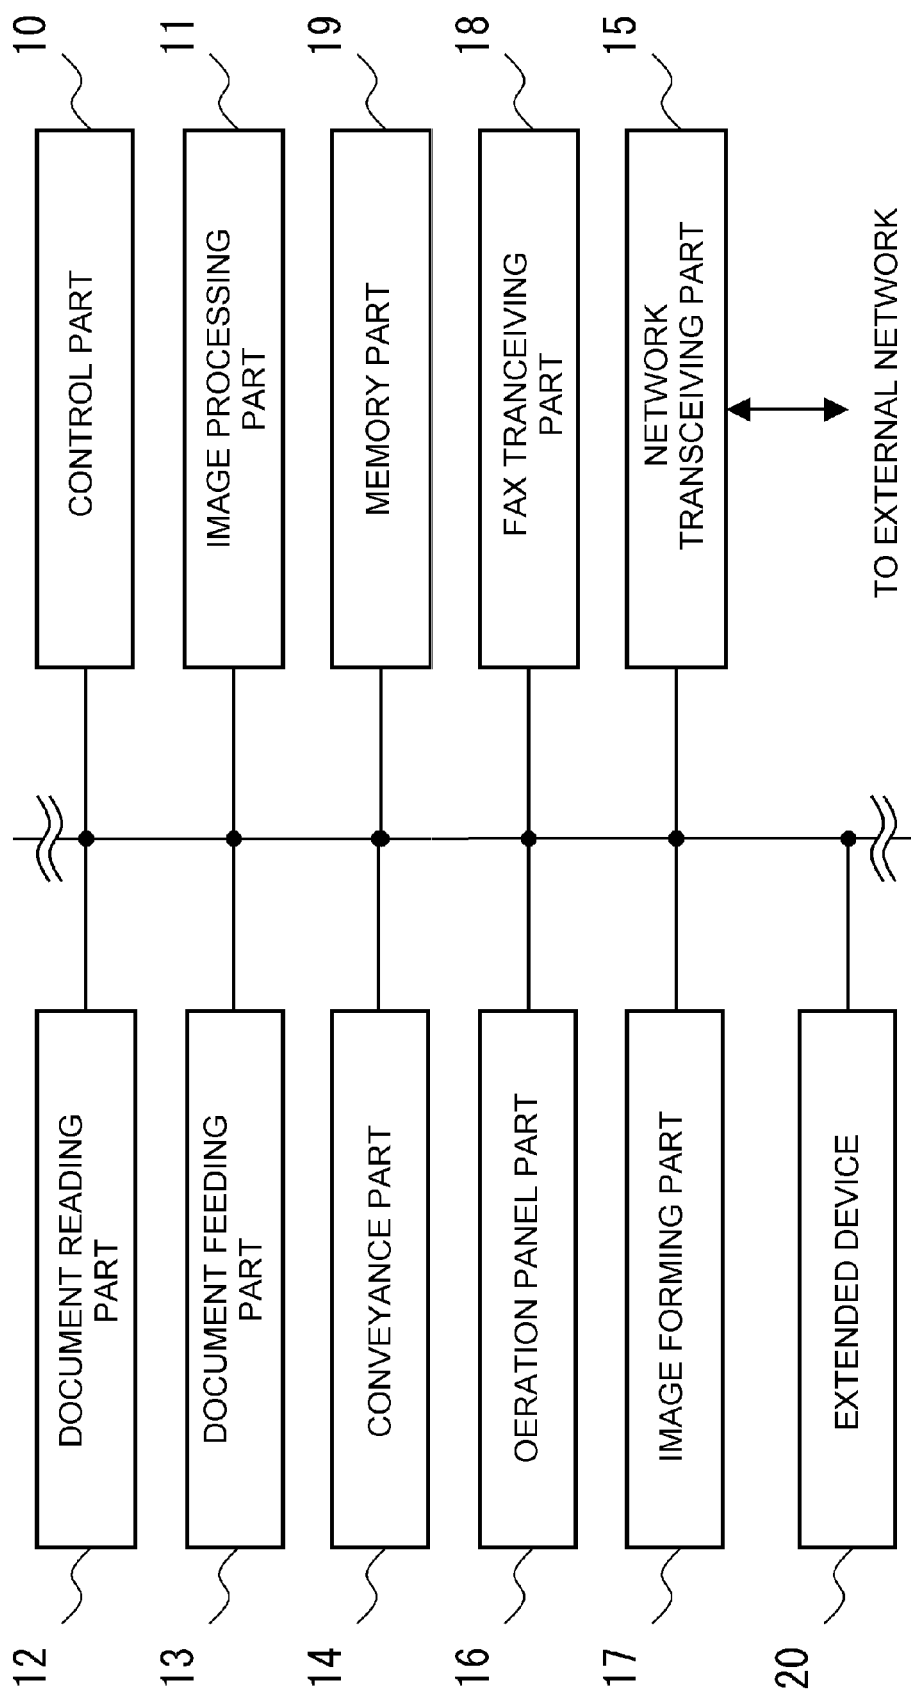 12
DOCUMENT READING
PART
CONTROL PART
10
13
DOCUMENT FEEDING
PART
IMAGE PROCESSING
PART
11
14
CONVEYANCE PART
MEMORY PART
19
16
OERATION PANEL PART
FAX TRANCEIVING
PART
18
17
IMAGE FORMING PART
NETWORK
TRANSCEIVING PART
15
20
EXTENDED DEVICE
TO EXTERNAL NETWORK